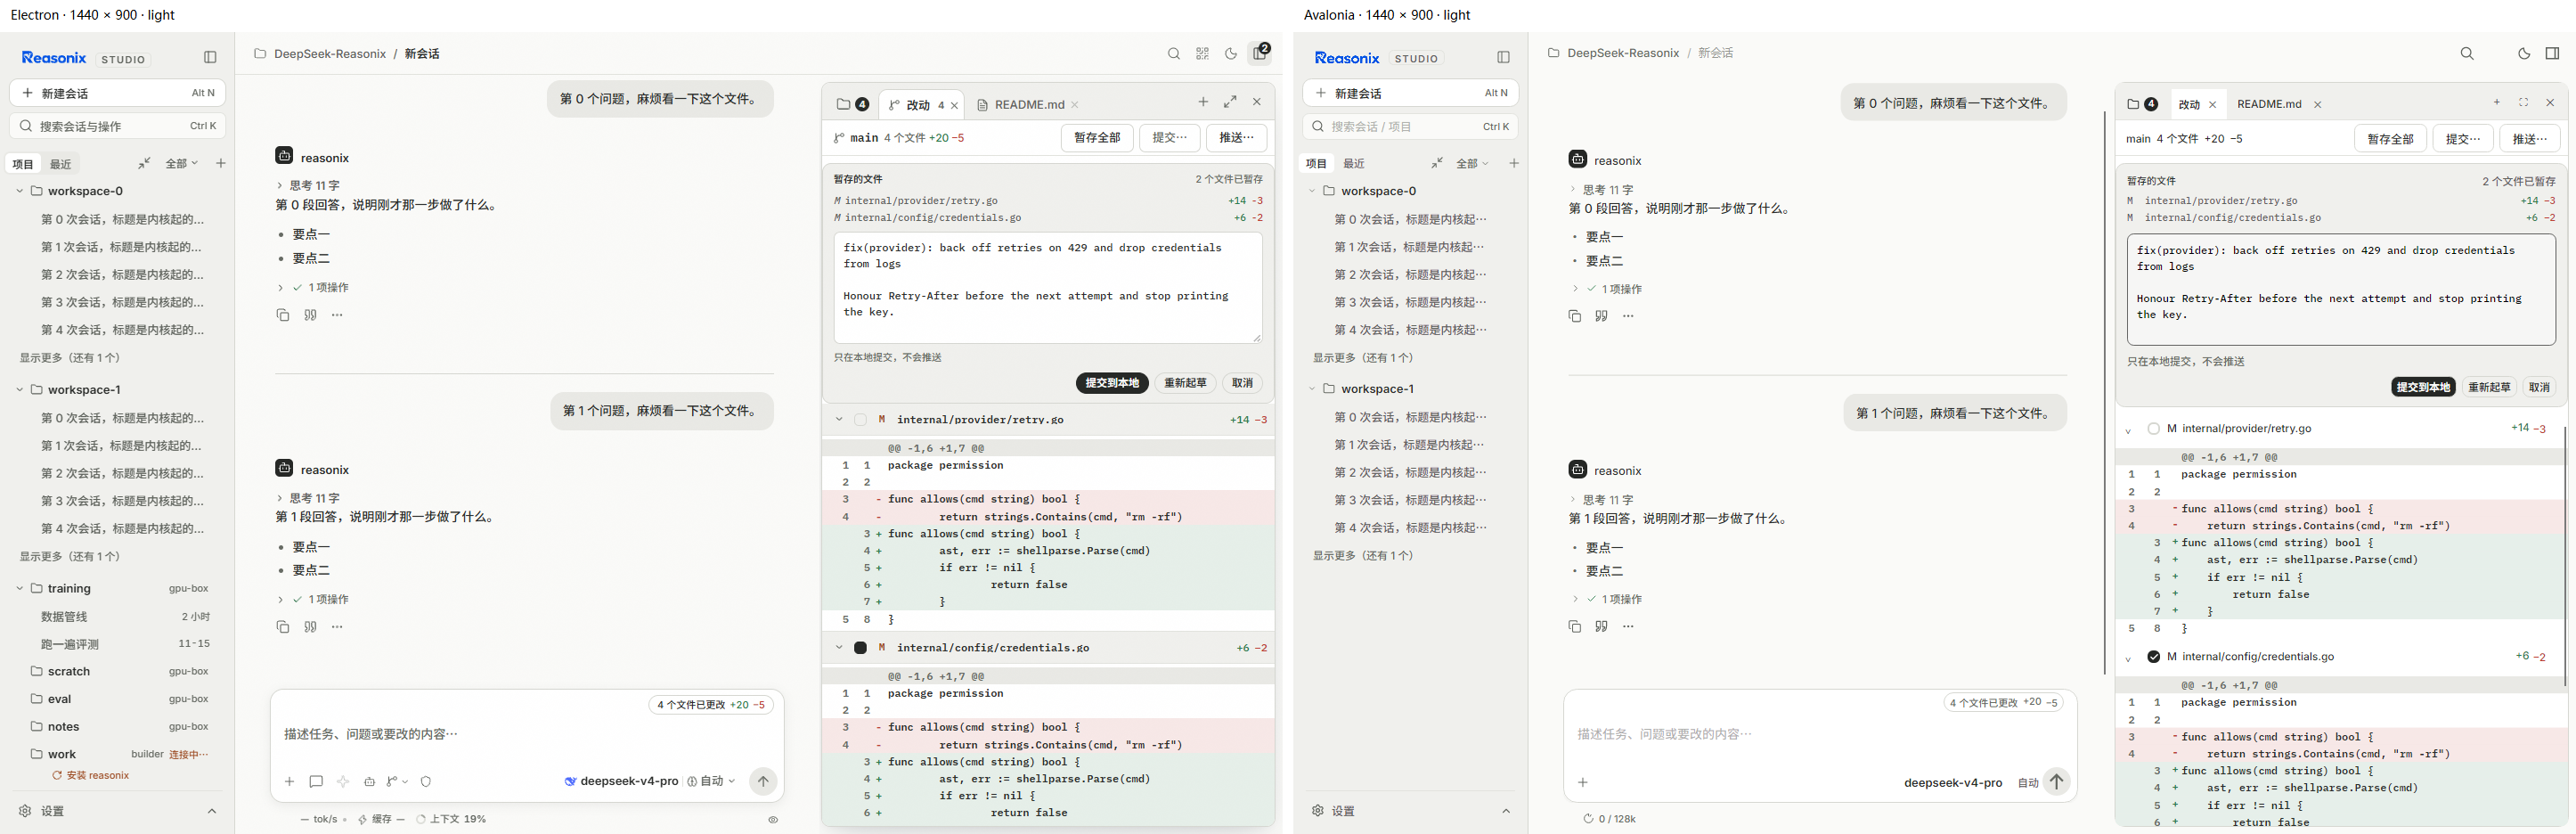 Electron · 1440 × 900 · light
Reasonix STUDIO
新建会话 Alt N
搜索会话与操作 Ctrl K
项目 最近 全部
workspace-0
第 0 次会话，标题是内核起的...
第 1 次会话，标题是内核起的...
第 2 次会话，标题是内核起的...
第 3 次会话，标题是内核起的...
第 4 次会话，标题是内核起的...
显示更多（还有 1 个）
workspace-1
第 0 次会话，标题是内核起的...
第 1 次会话，标题是内核起的...
第 2 次会话，标题是内核起的...
第 3 次会话，标题是内核起的...
第 4 次会话，标题是内核起的...
显示更多（还有 1 个）
training gpu-box
数据管线 2 小时
跑一遍评测 11-15
scratch gpu-box
eval gpu-box
notes gpu-box
work builder 连接中…
安装 reasonix
设置
DeepSeek-Reasonix / 新会话
2
第 0 个问题，麻烦看一下这个文件。
reasonix
思考 11 字
第 0 段回答，说明刚才那一步做了什么。
• 要点一
• 要点二
1 项操作
第 1 个问题，麻烦看一下这个文件。
reasonix
思考 11 字
第 1 段回答，说明刚才那一步做了什么。
• 要点一
• 要点二
1 项操作
4 个文件已更改 +20 −5
描述任务、问题或要改的内容…
deepseek-v4-pro 自动
— tok/s 缓存 — 上下文 19%
4 改动 4 × README.md ×
main 4 个文件 +20 −5 暂存全部 提交… 推送…
暂存的文件 2 个文件已暂存
M internal/provider/retry.go +14 −3
M internal/config/credentials.go +6 −2
fix(provider): back off retries on 429 and drop credentials
from logs
Honour Retry-After before the next attempt and stop printing
the key.
只在本地提交，不会推送
提交到本地 重新起草 取消
M internal/provider/retry.go +14 −3
@@ -1,6 +1,7 @@
1 1 package permission
2 2
3 - func allows(cmd string) bool {
4 - return strings.Contains(cmd, "rm -rf")
3 + func allows(cmd string) bool {
4 + ast, err := shellparse.Parse(cmd)
5 + if err != nil {
6 + return false
7 + }
5 8 }
M internal/config/credentials.go +6 −2
@@ -1,6 +1,7 @@
1 1 package permission
2 2
3 - func allows(cmd string) bool {
4 - return strings.Contains(cmd, "rm -rf")
3 + func allows(cmd string) bool {
4 + ast, err := shellparse.Parse(cmd)
5 + if err != nil {
6 + return false
Avalonia · 1440 × 900 · light
Reasonix STUDIO
新建会话 Alt N
搜索会话 / 项目 Ctrl K
项目 最近 全部
workspace-0
第 0 次会话，标题是内核起…
第 1 次会话，标题是内核起…
第 2 次会话，标题是内核起…
第 3 次会话，标题是内核起…
第 4 次会话，标题是内核起…
显示更多（还有 1 个）
workspace-1
第 0 次会话，标题是内核起…
第 1 次会话，标题是内核起…
第 2 次会话，标题是内核起…
第 3 次会话，标题是内核起…
第 4 次会话，标题是内核起…
显示更多（还有 1 个）
设置
DeepSeek-Reasonix / 新会话
第 0 个问题，麻烦看一下这个文件。
reasonix
思考 11 字
第 0 段回答，说明刚才那一步做了什么。
• 要点一
• 要点二
1 项操作
第 1 个问题，麻烦看一下这个文件。
reasonix
思考 11 字
第 1 段回答，说明刚才那一步做了什么。
• 要点一
• 要点二
1 项操作
4 个文件已更改 +20 −5
描述任务、问题或要改的内容…
deepseek-v4-pro 自动
0 / 128k
4 改动 × README.md ×
main 4 个文件 +20 −5 暂存全部 提交… 推送…
暂存的文件 2 个文件已暂存
M internal/provider/retry.go +14 −3
M internal/config/credentials.go +6 −2
fix(provider): back off retries on 429 and drop credentials
from logs
Honour Retry-After before the next attempt and stop printing
the key.
只在本地提交，不会推送
提交到本地 重新起草 取消
M internal/provider/retry.go +14 −3
@@ -1,6 +1,7 @@
1 1 package permission
2 2
3 - func allows(cmd string) bool {
4 - return strings.Contains(cmd, "rm -rf")
3 + func allows(cmd string) bool {
4 + ast, err := shellparse.Parse(cmd)
5 + if err != nil {
6 + return false
7 + }
5 8 }
M internal/config/credentials.go +6 −2
@@ -1,6 +1,7 @@
1 1 package permission
2 2
3 - func allows(cmd string) bool {
4 - return strings.Contains(cmd, "rm -rf")
3 + func allows(cmd string) bool {
4 + ast, err := shellparse.Parse(cmd)
5 + if err != nil {
6 + return false